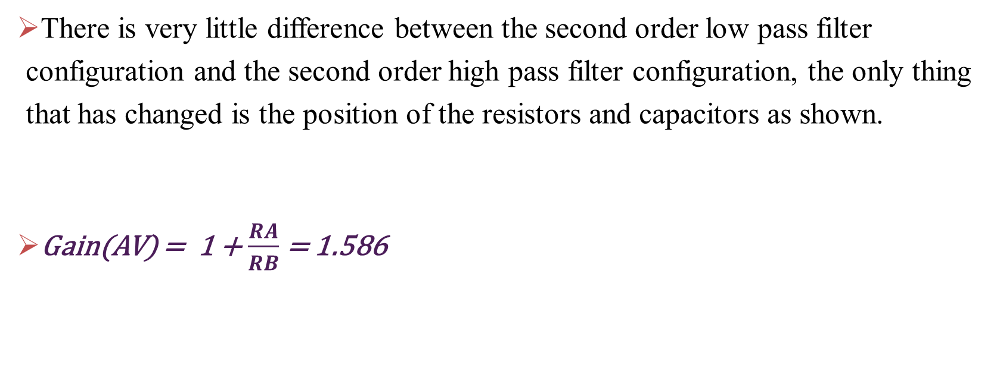 ➢There is very little difference between the second order low pass filter
configuration and the second order high pass filter configuration, the only thing
that has changed is the position of the resistors and capacitors as shown.
➢Gain(AV) = 1 + RA/RB = 1.586